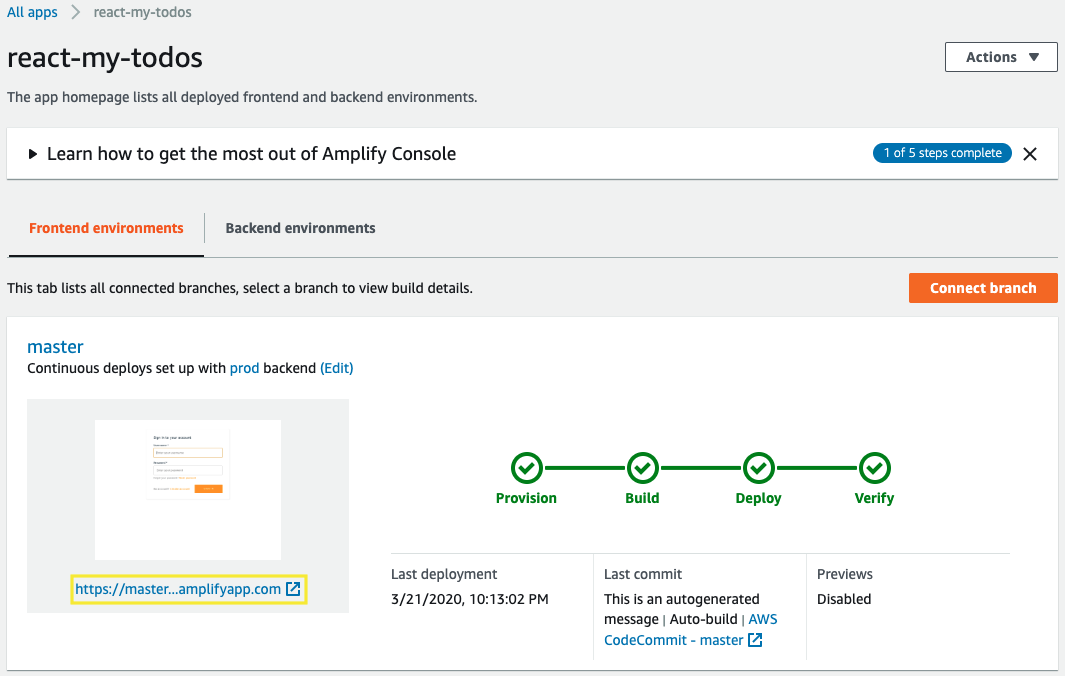 All apps > react-my-todos
react-my-todos
Actions ▼
The app homepage lists all deployed frontend and backend environments.
Learn how to get the most out of Amplify Console
1 of 5 steps complete
Frontend environments
Backend environments
This tab lists all connected branches, select a branch to view build details.
Connect branch
master
Continuous deploys set up with prod backend (Edit)
Sign in to your account
https://master...amplifyapp.com
Provision
Build
Deploy
Verify
Last deployment
3/21/2020, 10:13:02 PM
Last commit
This is an autogenerated
message | Auto-build | AWS
CodeCommit - master
Previews
Disabled